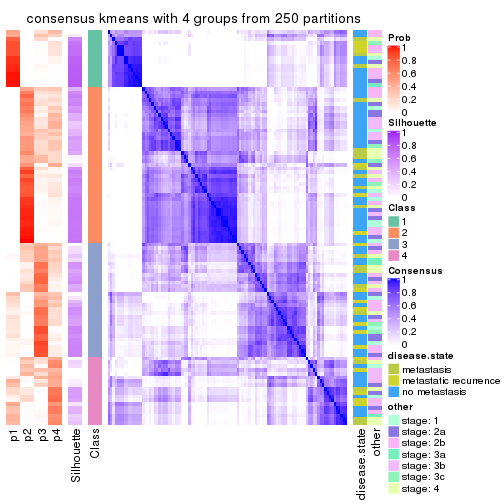 consensus kmeans with 4 groups from 250 partitions
Prob
1
0.8
0.6
0.4
0.2
0
Silhouette
1
0.8
0.6
0.4
0.2
0
Class
1
2
3
4
Consensus
1
0.8
0.6
0.4
0.2
0
disease.state
metastasis
metastatic recurrence
no metastasis
other
stage: 1
stage: 2a
stage: 2b
stage: 3a
stage: 3b
stage: 3c
stage: 4
p1
p2
p3
p4
Silhouette
Class
disease.state
other